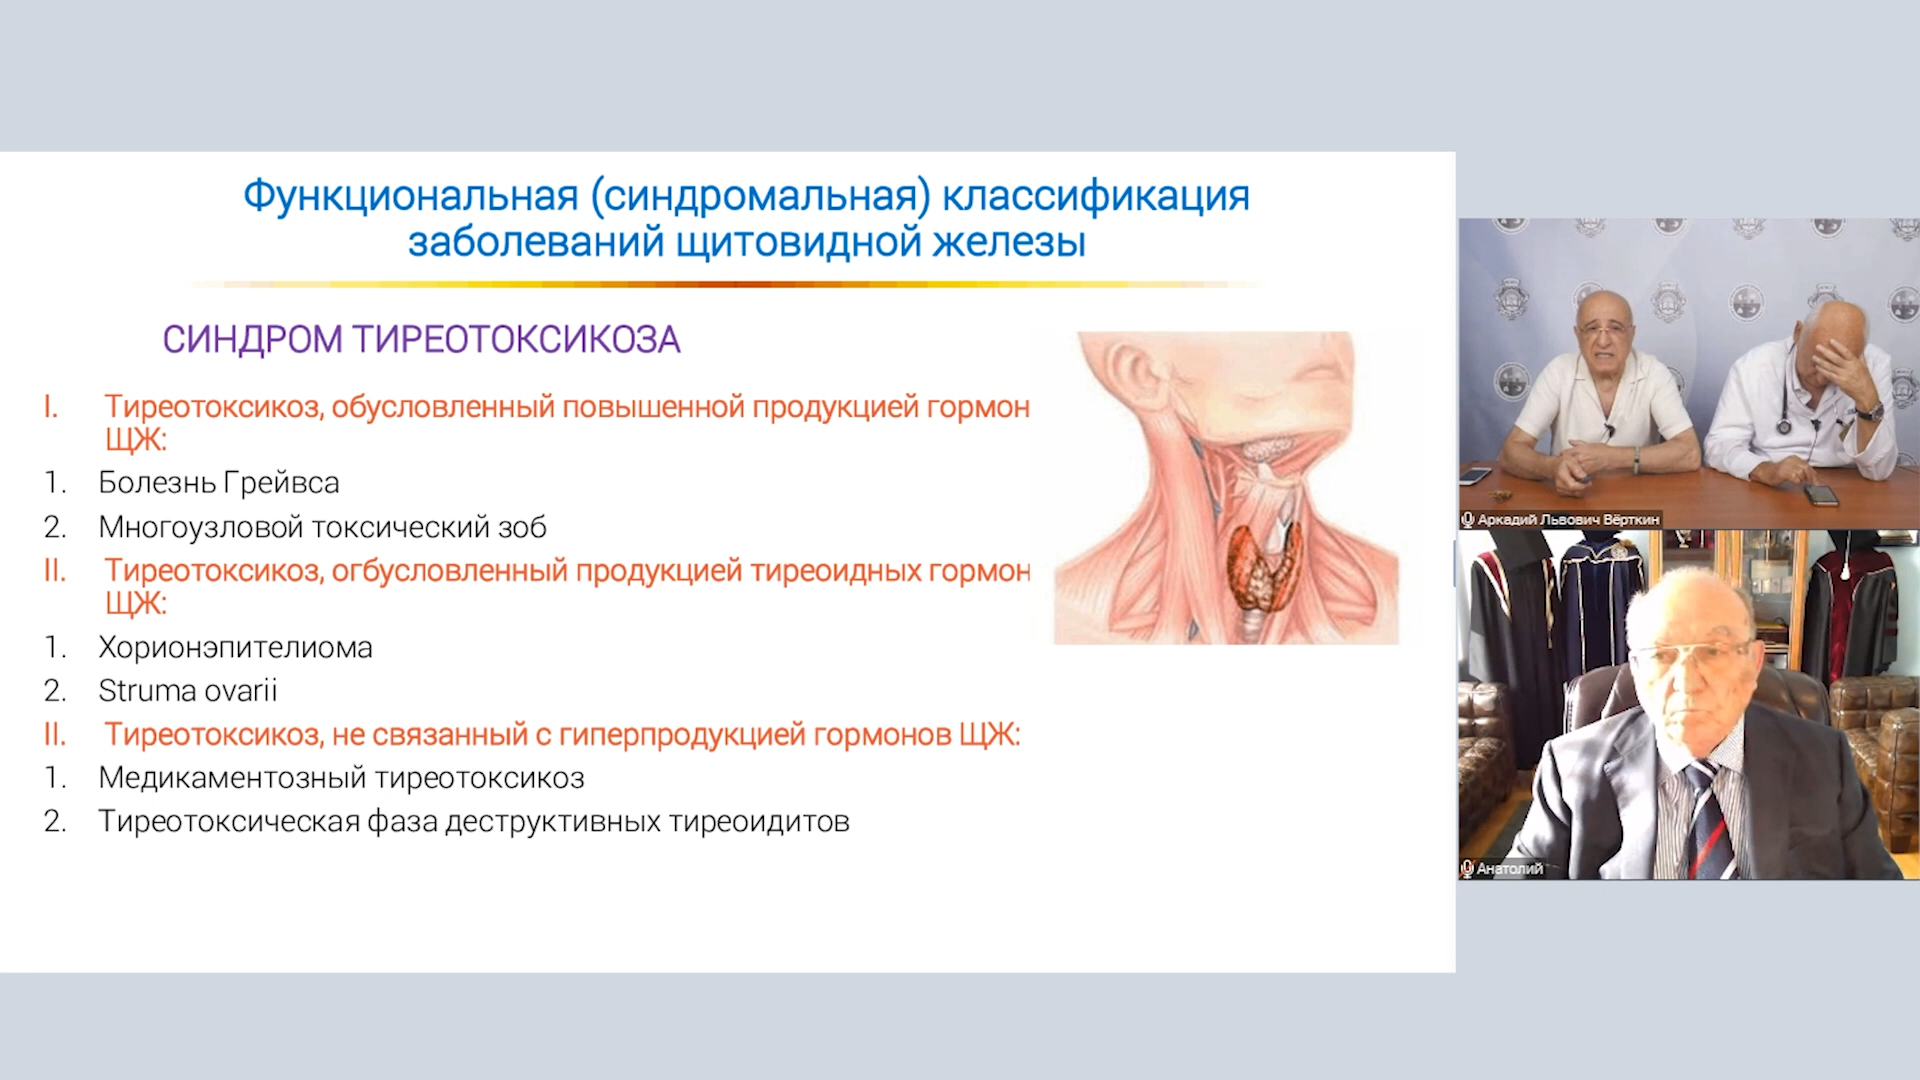 Функциональная (синдромальная) классификация
заболеваний щитовидной железы
СИНДРОМ ТИРЕОТОКСИКОЗА
I. Тиреотоксикоз, обусловленный повышенной продукцией гормон
ЩЖ:
1. Болезнь Грейвса
2. Многоузловой токсический зоб
II. Тиреотоксикоз, огбусловленный продукцией тиреоидных гормон
ЩЖ:
1. Хорионэпителиома
2. Struma ovarii
II. Тиреотоксикоз, не связанный с гиперпродукцией гормонов ЩЖ:
1. Медикаментозный тиреотоксикоз
2. Тиреотоксическая фаза деструктивных тиреоидитов
Аркадий Львович Вёрткин
Анатолий